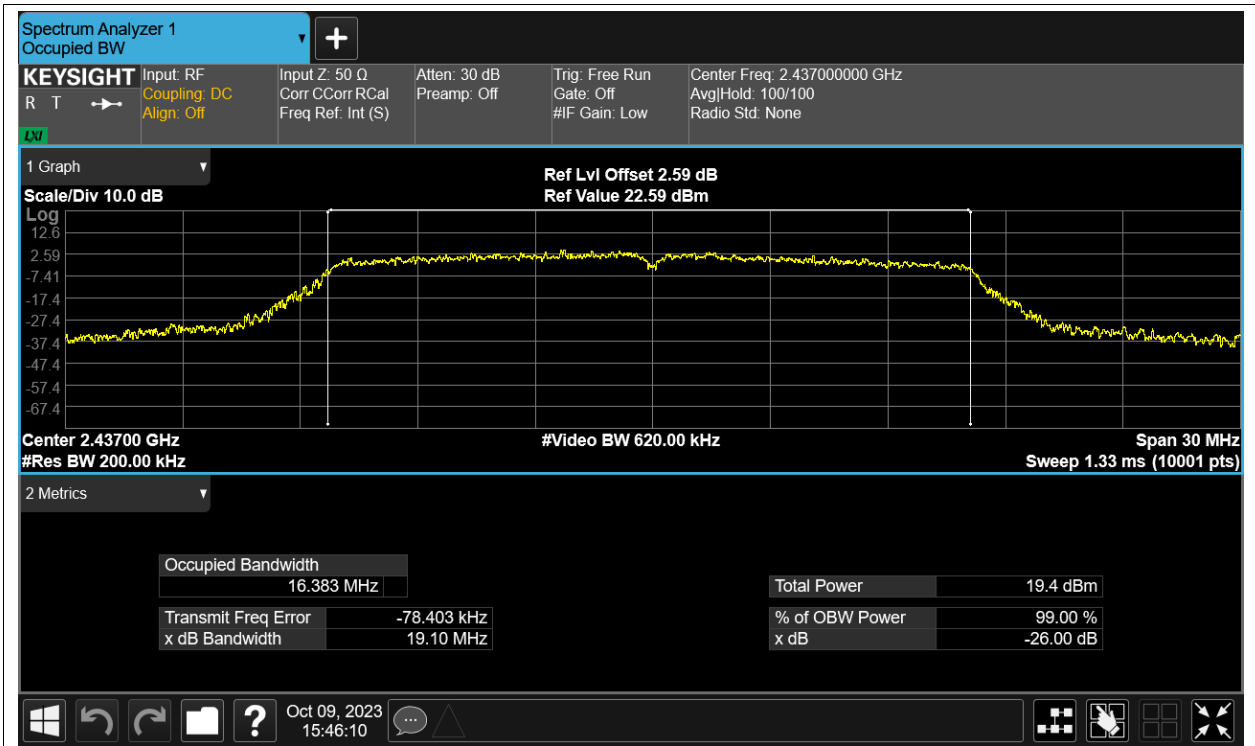 Spectrum Analyzer 1
Occupied BW
KEYSIGHT
R T
LXI
Input: RF
Coupling: DC
Align: Off
Input Z: 50 Ω
Corr CCorr RCal
Freq Ref: Int (S)
Atten: 30 dB
Preamp: Off
Trig: Free Run
Gate: Off
#IF Gain: Low
Center Freq: 2.437000000 GHz
Avg|Hold: 100/100
Radio Std: None
1 Graph
Scale/Div 10.0 dB
Ref Lvl Offset 2.59 dB
Ref Value 22.59 dBm
Log
12.6
2.59
-7.41
-17.4
-27.4
-37.4
-47.4
-57.4
-67.4
Center 2.43700 GHz
#Res BW 200.00 kHz
#Video BW 620.00 kHz
Span 30 MHz
Sweep 1.33 ms (10001 pts)
2 Metrics
Occupied Bandwidth
16.383 MHz
Transmit Freq Error -78.403 kHz
x dB Bandwidth 19.10 MHz
Total Power 19.4 dBm
% of OBW Power 99.00 %
x dB -26.00 dB
?
Oct 09, 2023
15:46:10